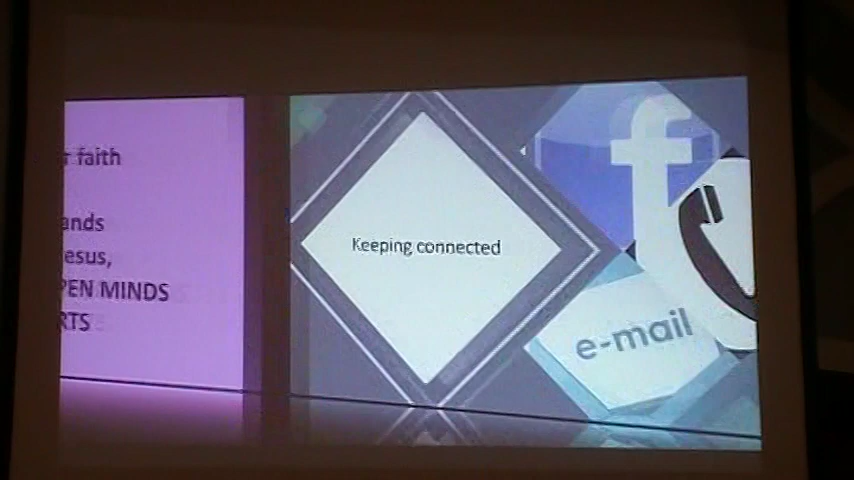 faith
ands
esus,
PEN MINDS
RTS
Keeping connected
f
e-mail